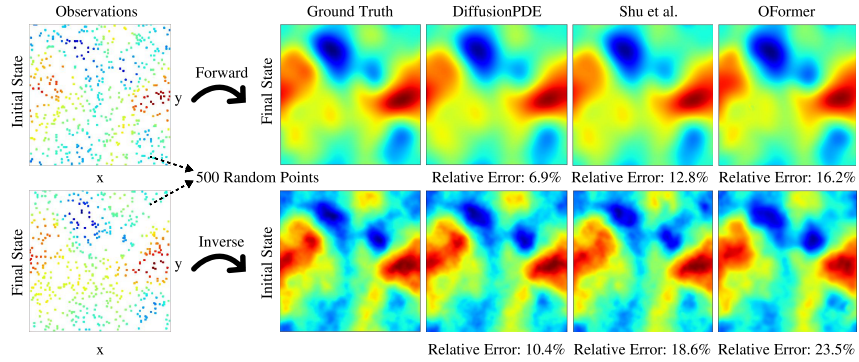 Observations
Ground Truth
DiffusionPDE
Shu et al.
OFormer
Initial State
y
x
Forward
Final State
500 Random Points
Relative Error: 6.9%
Relative Error: 12.8%
Relative Error: 16.2%
Final State
y
x
Inverse
Initial State
Relative Error: 10.4%
Relative Error: 18.6%
Relative Error: 23.5%